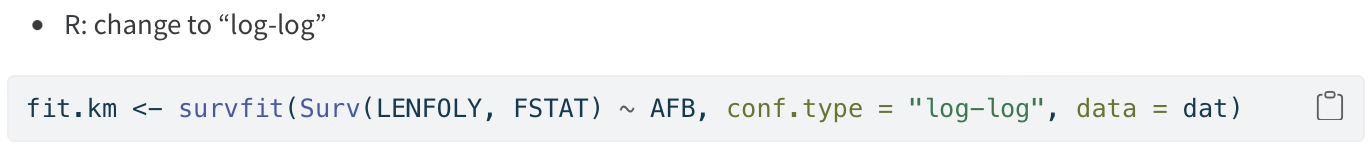 • R: change to “log-log”
fit.km <- survfit(Surv(LENFOLY, FSTAT) ~ AFB, conf.type = "log-log", data = dat)